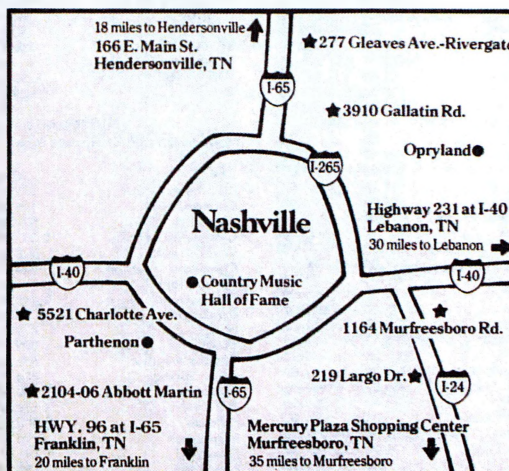 18 miles to Hendersonville
166 E. Main St.
Hendersonville, TN
277 Gleaves Ave.-Rivergate
I-65
3910 Gallatin Rd.
I-265
Opryland
Nashville
Highway 231 at I-40
Lebanon, TN
30 miles to Lebanon
I-40
I-40
Country Music
Hall of Fame
5521 Charlotte Ave.
1164 Murfreesboro Rd.
Parthenon
219 Largo Dr.
I-24
2104-06 Abbott Martin
I-65
HWY. 96 at I-65
Franklin, TN
20 miles to Franklin
Mercury Plaza Shopping Center
Murfreesboro, TN
35 miles to Murfreesboro